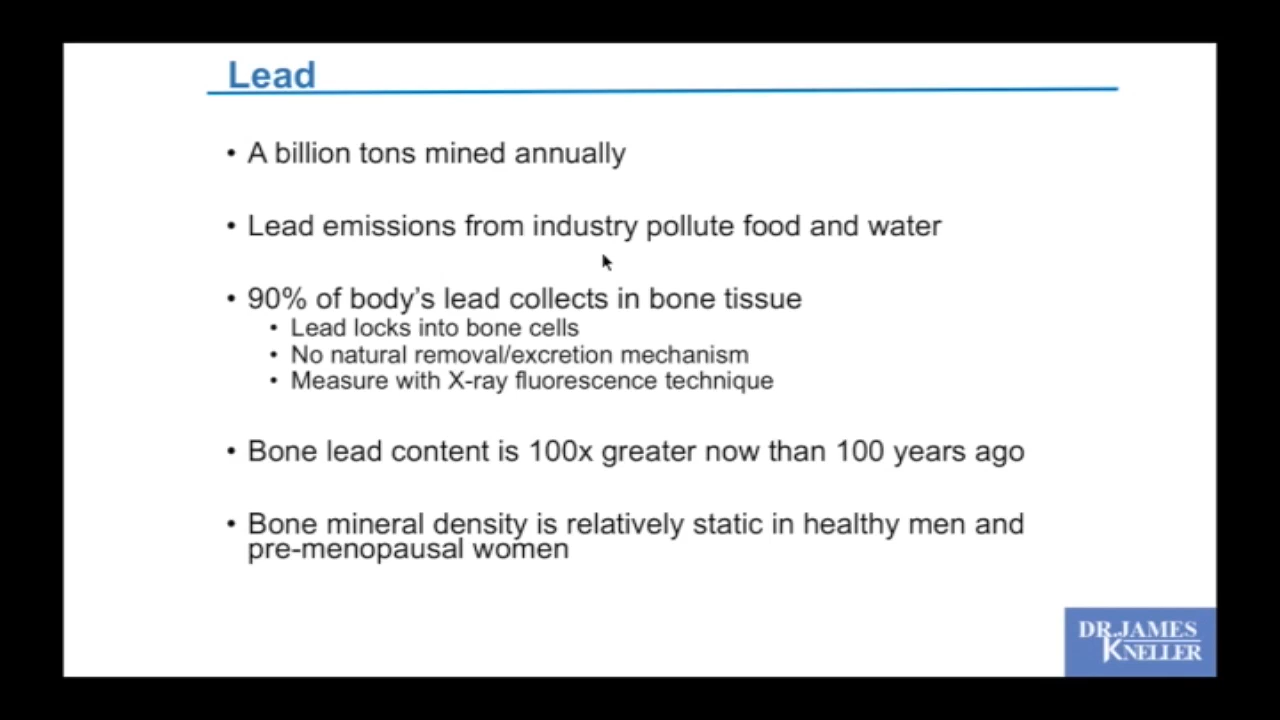 Lead
• A billion tons mined annually
• Lead emissions from industry pollute food and water
• 90% of body’s lead collects in bone tissue
• Lead locks into bone cells
• No natural removal/excretion mechanism
• Measure with X-ray fluorescence technique
• Bone lead content is 100x greater now than 100 years ago
• Bone mineral density is relatively static in healthy men and
pre-menopausal women
DR.JAMES
KNELLER